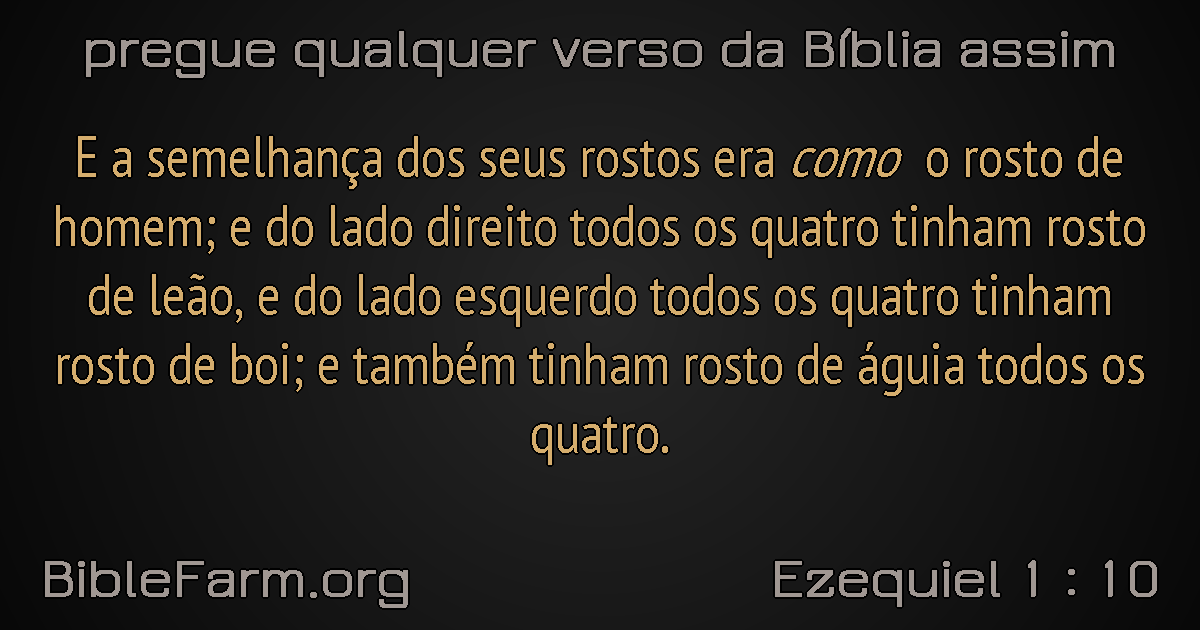 pregue qualquer verso da Bíblia assim
E a semelhança dos seus rostos era como o rosto de
homem; e do lado direito todos os quatro tinham rosto
de leão, e do lado esquerdo todos os quatro tinham
rosto de boi; e também tinham rosto de águia todos os
quatro.
BibleFarm.org
Ezequiel 1 : 10